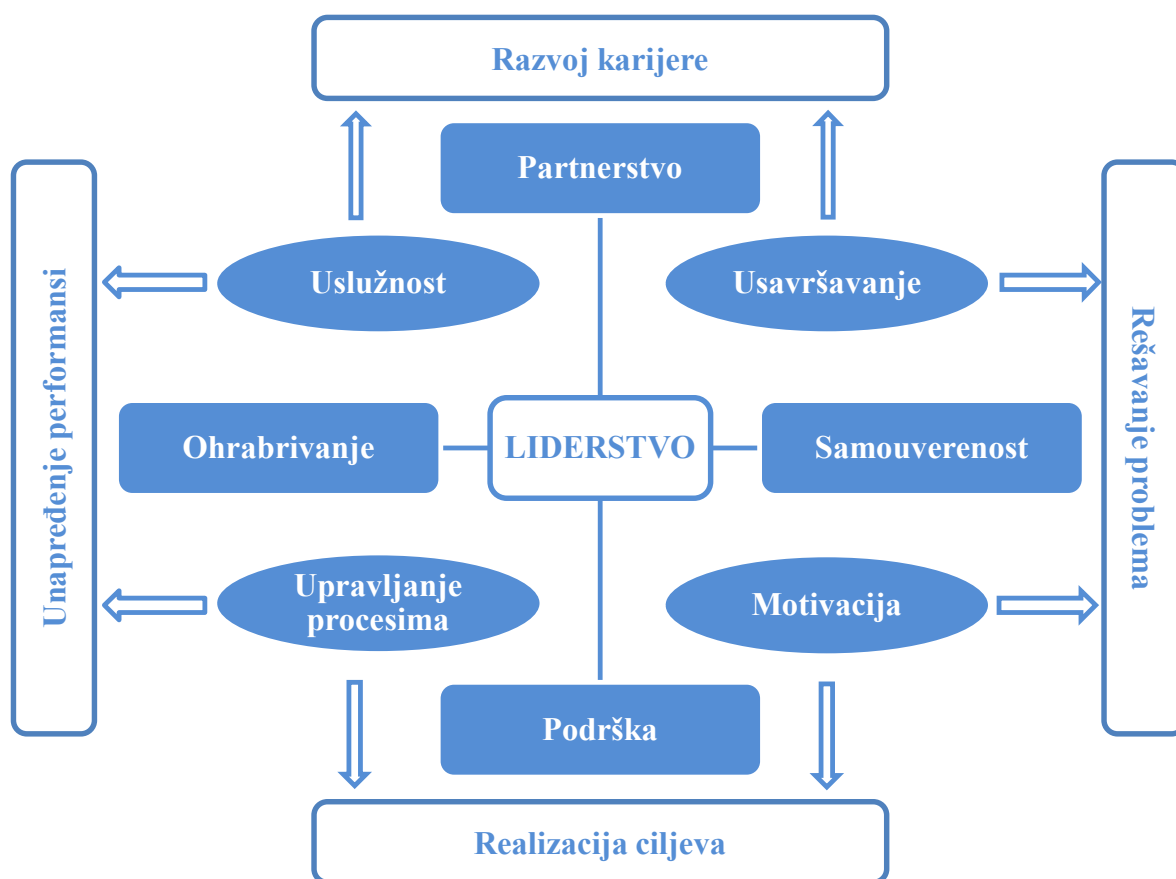 Razvoj karijere
Partnerstvo
Uslužnost
Usavršavanje
Unapređenje performansi
Rešavanje problema
Ohrabrivanje
LIDERSTVO
Samouverenost
Upravljanje
procesima
Motivacija
Podrška
Realizacija ciljeva